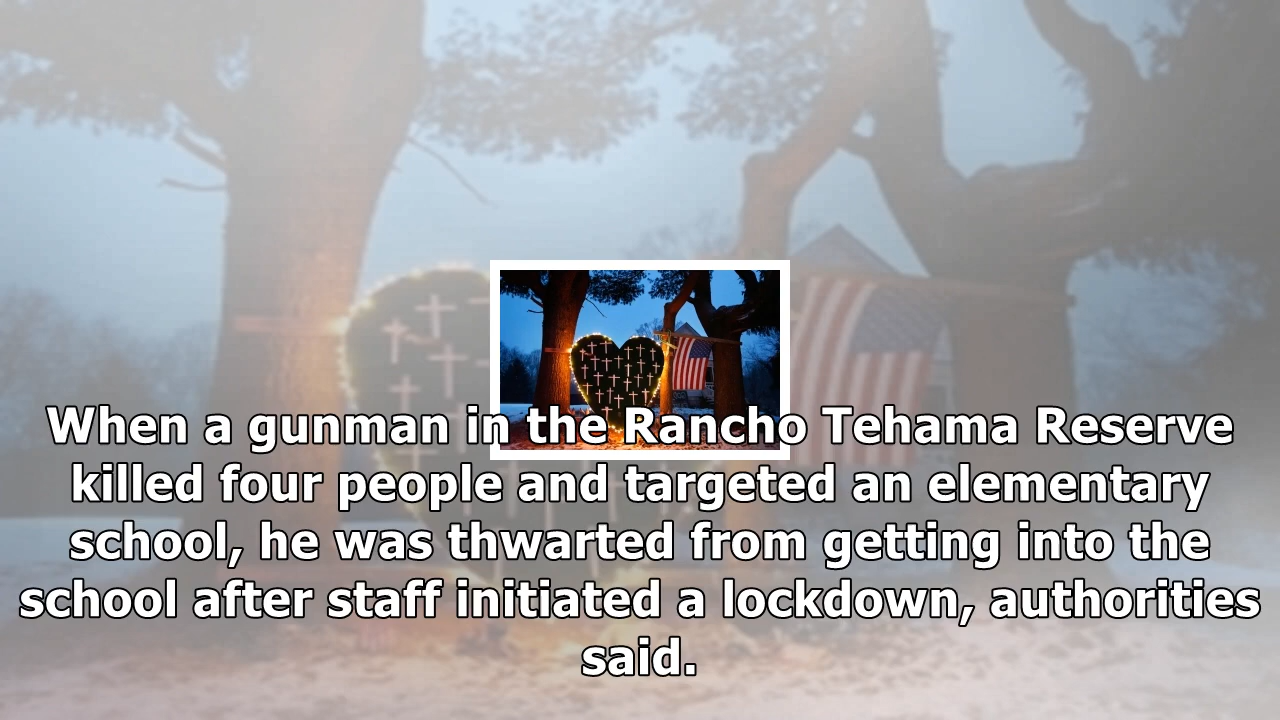 When a gunman in the Rancho Tehama Reserve
killed four people and targeted an elementary
school, he was thwarted from getting into the
school after staff initiated a lockdown, authorities
said.